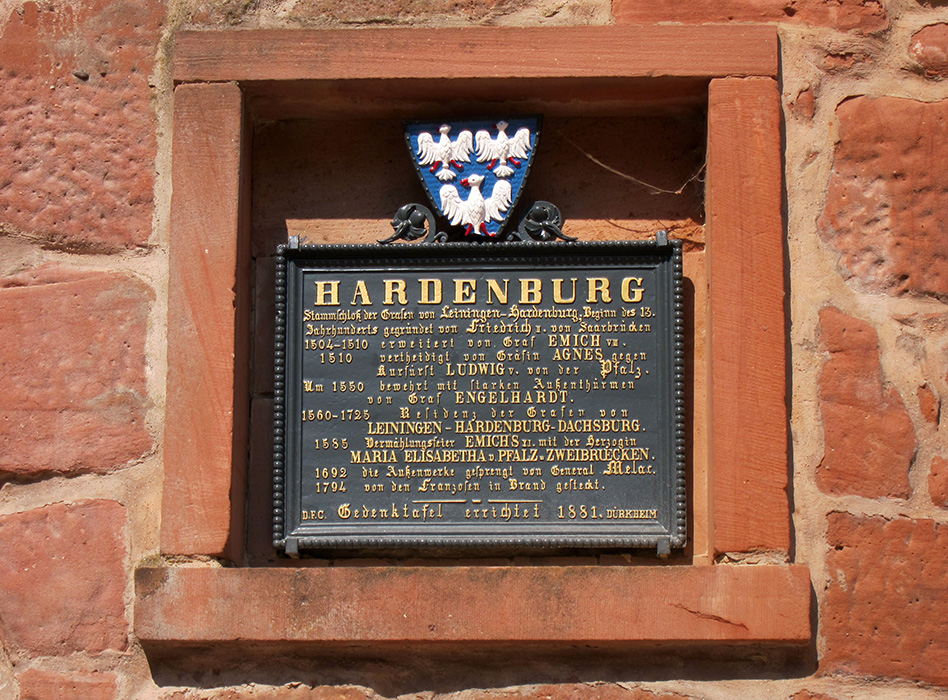 HARDENBURG
Stammschloß der Grafen von Leiningen-Hardenburg, Beginn des 13.
Jahrhunderts gegründet von Friedrich II. von Saarbrücken
1504-1510 erweitert von Graf EMICH VIII.
1510 vertheidigt von Gräfin AGNES gegen
Kurfürst LUDWIG V. von der Pfalz.
Um 1550 bewehrt mit starken Außenthürmen
von Graf ENGELHARDT.
1560-1725 Residenz der Grafen von
LEININGEN-HARDENBURG-DACHSBURG.
1585 Vermählungsfeier EMICH'S XI. mit der Herzogin
MARIA ELISABETHA v. PFALZ-ZWEIBRUECKEN.
1692 die Außenwerke gesprengt von General Melac.
1794 von den Franzosen in Brand gesteckt.
D.F.C. Gedenktafel errichtet 1881. DÜRKHEIM